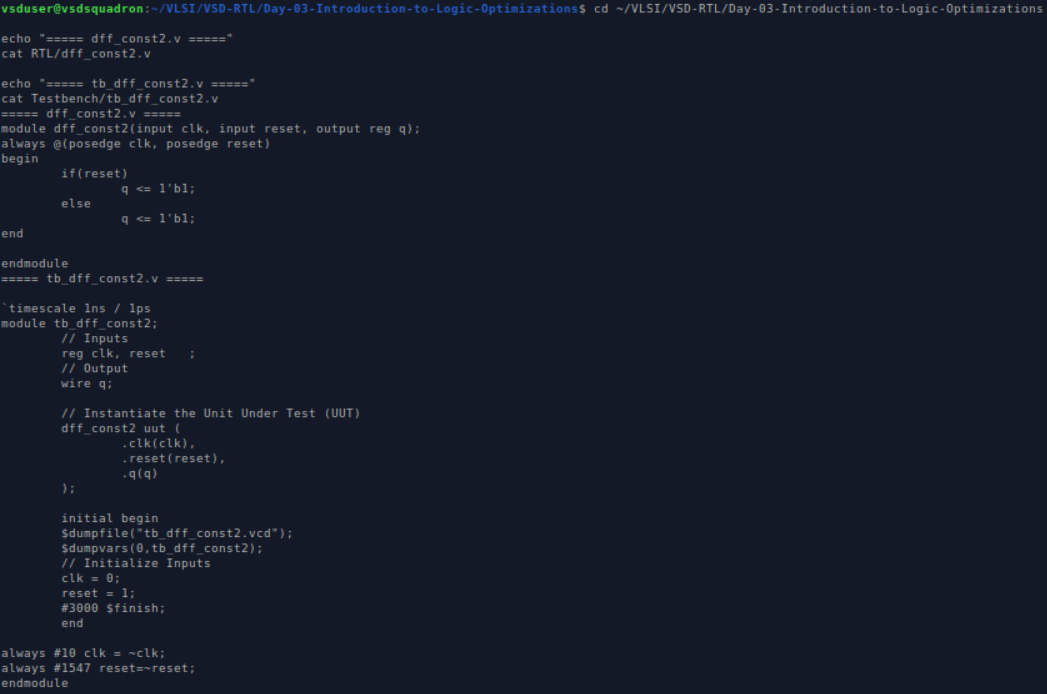 vsduser@vsdsquadron:~/VLSI/VSD-RTL/Day-03-Introduction-to-Logic-Optimizations$ cd ~/VLSI/VSD-RTL/Day-03-Introduction-to-Logic-Optimizations
echo "===== dff_const2.v ====="
cat RTL/dff_const2.v
echo "===== tb_dff_const2.v ====="
cat Testbench/tb_dff_const2.v
===== dff_const2.v =====
module dff_const2(input clk, input reset, output reg q);
always @(posedge clk, posedge reset)
begin
        if(reset)
                q <= 1'b1;
        else
                q <= 1'b1;
end
endmodule
===== tb_dff_const2.v =====
`timescale 1ns / 1ps
module tb_dff_const2;
        // Inputs
        reg clk, reset   ;
        // Output
        wire q;
        // Instantiate the Unit Under Test (UUT)
        dff_const2 uut (
                .clk(clk),
                .reset(reset),
                .q(q)
        );
        initial begin
        $dumpfile("tb_dff_const2.vcd");
        $dumpvars(0,tb_dff_const2);
        // Initialize Inputs
        clk = 0;
        reset = 1;
        #3000 $finish;
        end
always #10 clk = ~clk;
always #1547 reset=~reset;
endmodule